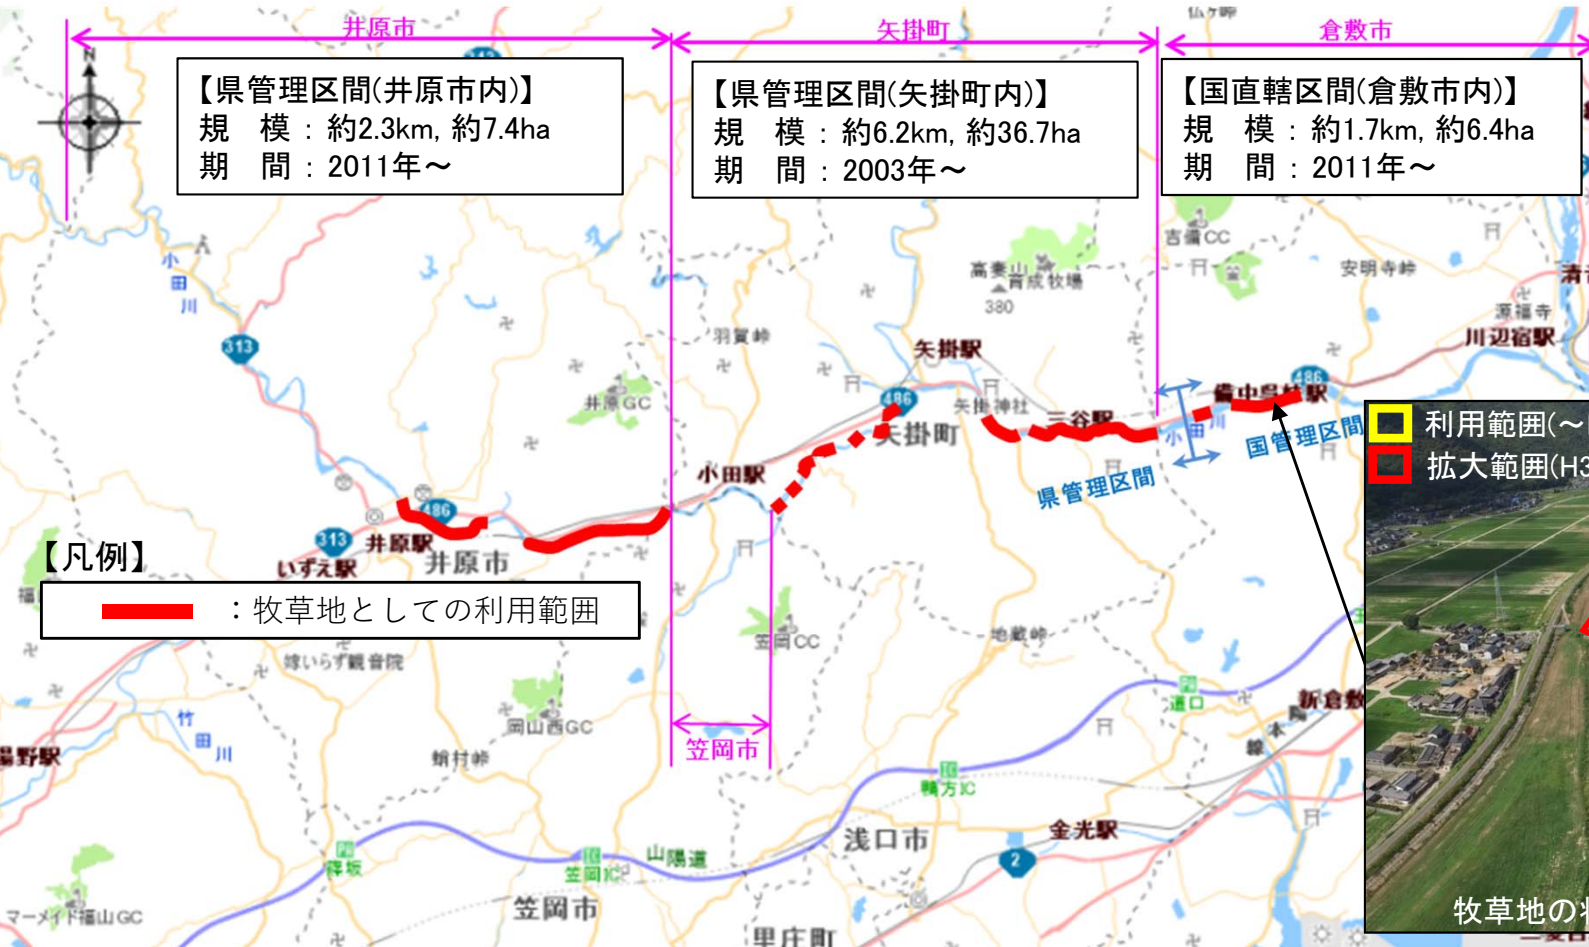 井原市
矢掛町
倉敷市
【県管理区間(井原市内)】
規　模：約2.3km, 約7.4ha
期　間：2011年～
【県管理区間(矢掛町内)】
規　模：約6.2km, 約36.7ha
期　間：2003年～
【国直轄区間(倉敷市内)】
規　模：約1.7km, 約6.4ha
期　間：2011年～
N
小田川
吉備CC
高妻山
育成牧場
380
安明寺峠
源福寺
川辺宿駅
313
羽賀峠
矢掛駅
486
備中呉妹駅
井原GC
486
矢掛神社
三谷駅
矢掛町
小田川
国管理区間
県管理区間
小田駅
486
313
井原駅
いずえ駅
井原市
【凡例】
：牧草地としての利用範囲
利用範囲(～
拡大範囲(H3
嫁いらず観音院
笠岡CC
地蔵峠
竹田川
岡山西GC
道口
新倉敷
笠岡市
鴨方IC
浅口市
金光駅
2
篠坂
笠岡IC
山陽道
笠岡市
マーメイド福山GC
里庄町
牧草地の